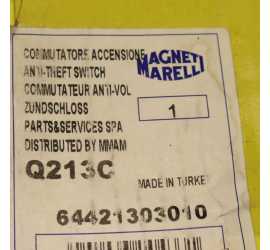 COMMUTATORE ACCENSIONE
ANTI-THEFT SWITCH
COMMUTATEUR ANTI-VOL
ZUNDSCHLOSS
PARTS&SERVICES SPA
DISTRIBUTED BY MMAM
MAGNETI
MARELLI
1
Q213C
MADE IN TURKE
64421303010